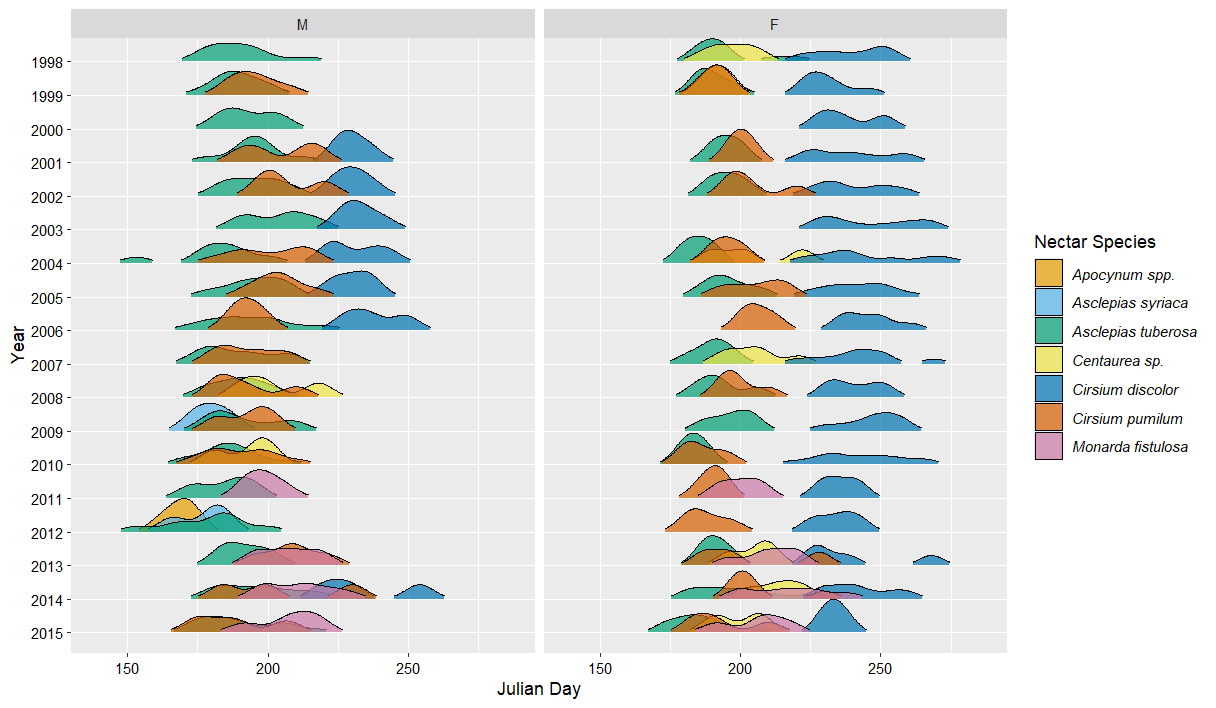 M F
1998
1999
2000
2001
2002
2003
2004
2005
2006
2007
2008
2009
2010
2011
2012
2013
2014
2015
Year
150 200 250 150 200 250
Julian Day
Nectar Species
Apocynum spp.
Asclepias syriaca
Asclepias tuberosa
Centaurea sp.
Cirsium discolor
Cirsium pumilum
Monarda fistulosa